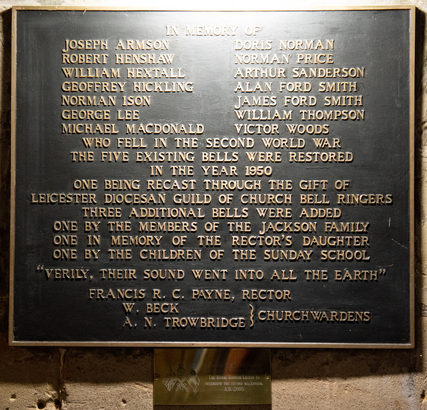 IN MEMORY OF
JOSEPH ARMSON DORIS NORMAN
ROBERT HENSHAW NORMAN PRICE
WILLIAM HEXTALL ARTHUR SANDERSON
GEOFFREY HICKLING ALAN FORD SMITH
NORMAN ISON JAMES FORD SMITH
GEORGE LEE WILLIAM THOMPSON
MICHAEL MACDONALD VICTOR WOODS
WHO FELL IN THE SECOND WORLD WAR
THE FIVE EXISTING BELLS WERE RESTORED
IN THE YEAR 1950
ONE BEING RECAST THROUGH THE GIFT OF
LEICESTER DIOCESAN GUILD OF CHURCH BELL RINGERS
THREE ADDITIONAL BELLS WERE ADDED
ONE BY THE MEMBERS OF THE JACKSON FAMILY
ONE IN MEMORY OF THE RECTOR'S DAUGHTER
ONE BY THE CHILDREN OF THE SUNDAY SCHOOL
"VERILY, THEIR SOUND WENT INTO ALL THE EARTH"
FRANCIS R. C. PAYNE, RECTOR
W. BECK
A. N. TROWBRIDGE } CHURCHWARDENS